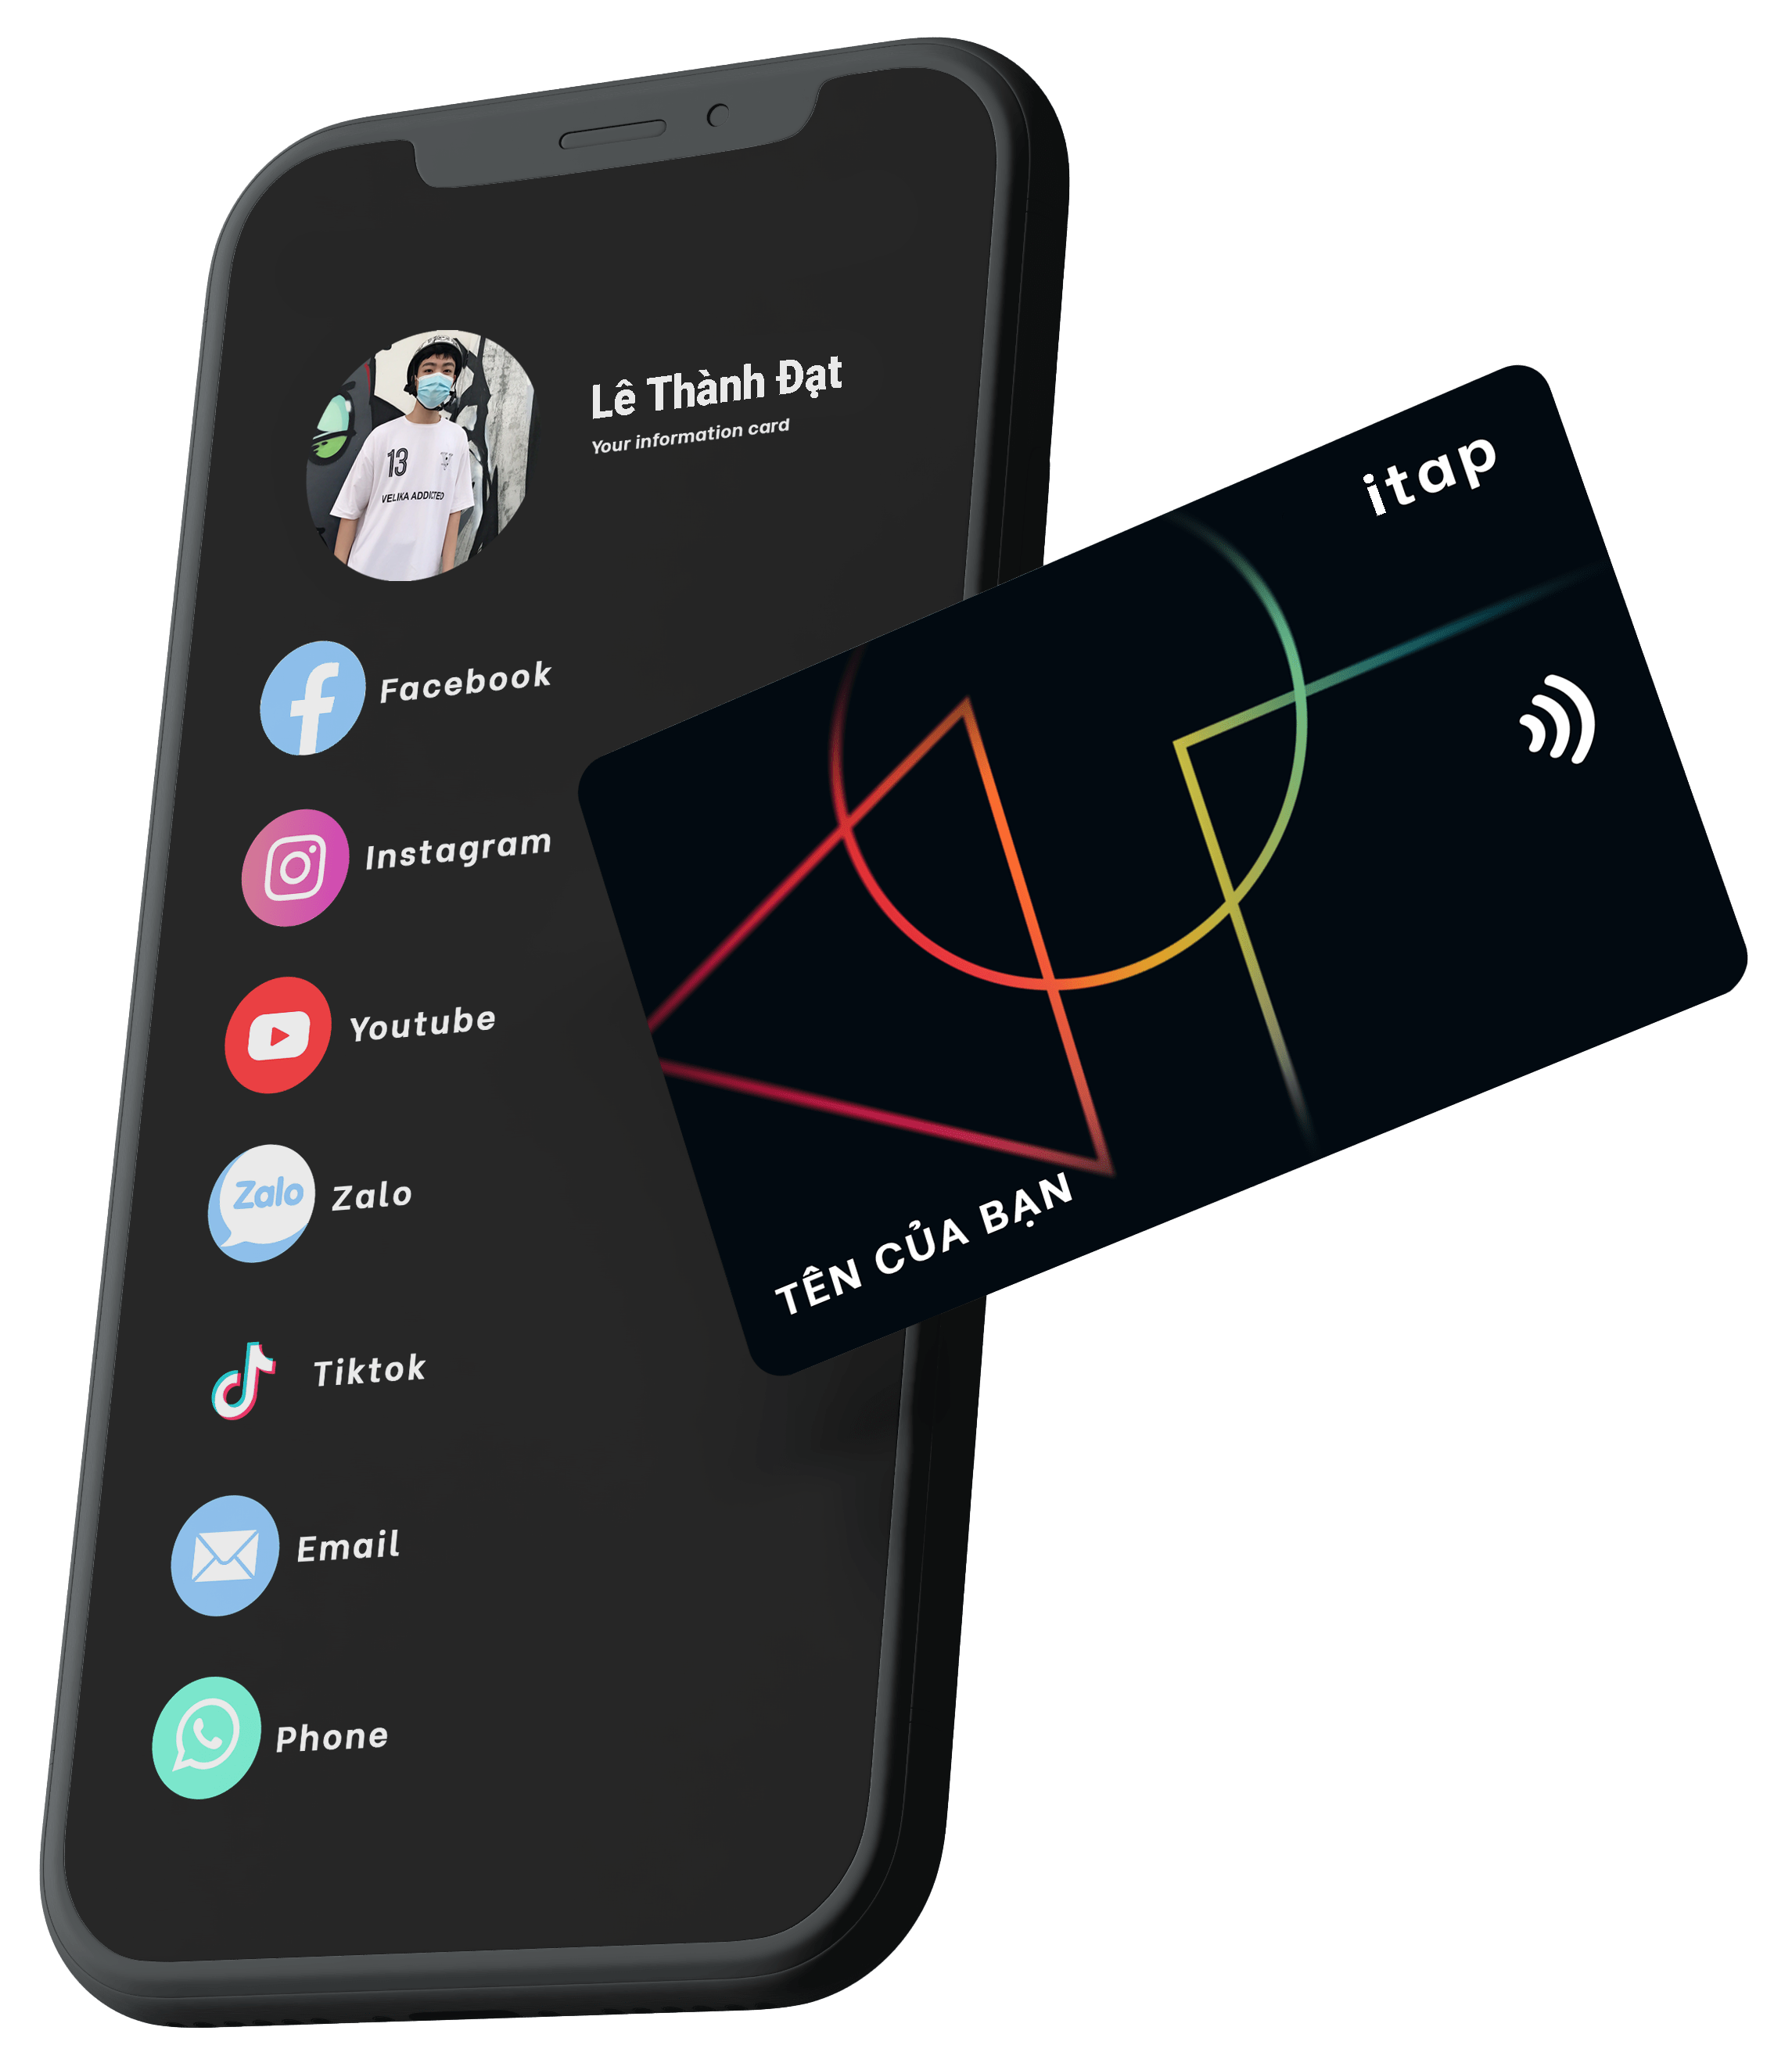 Lê Thành Đạt
Your information card
13
VELIKA ADDICTED
Facebook
Instagram
Youtube
Zalo
Zalo
Tiktok
Email
Phone
itap
TÊN CỦA BẠN